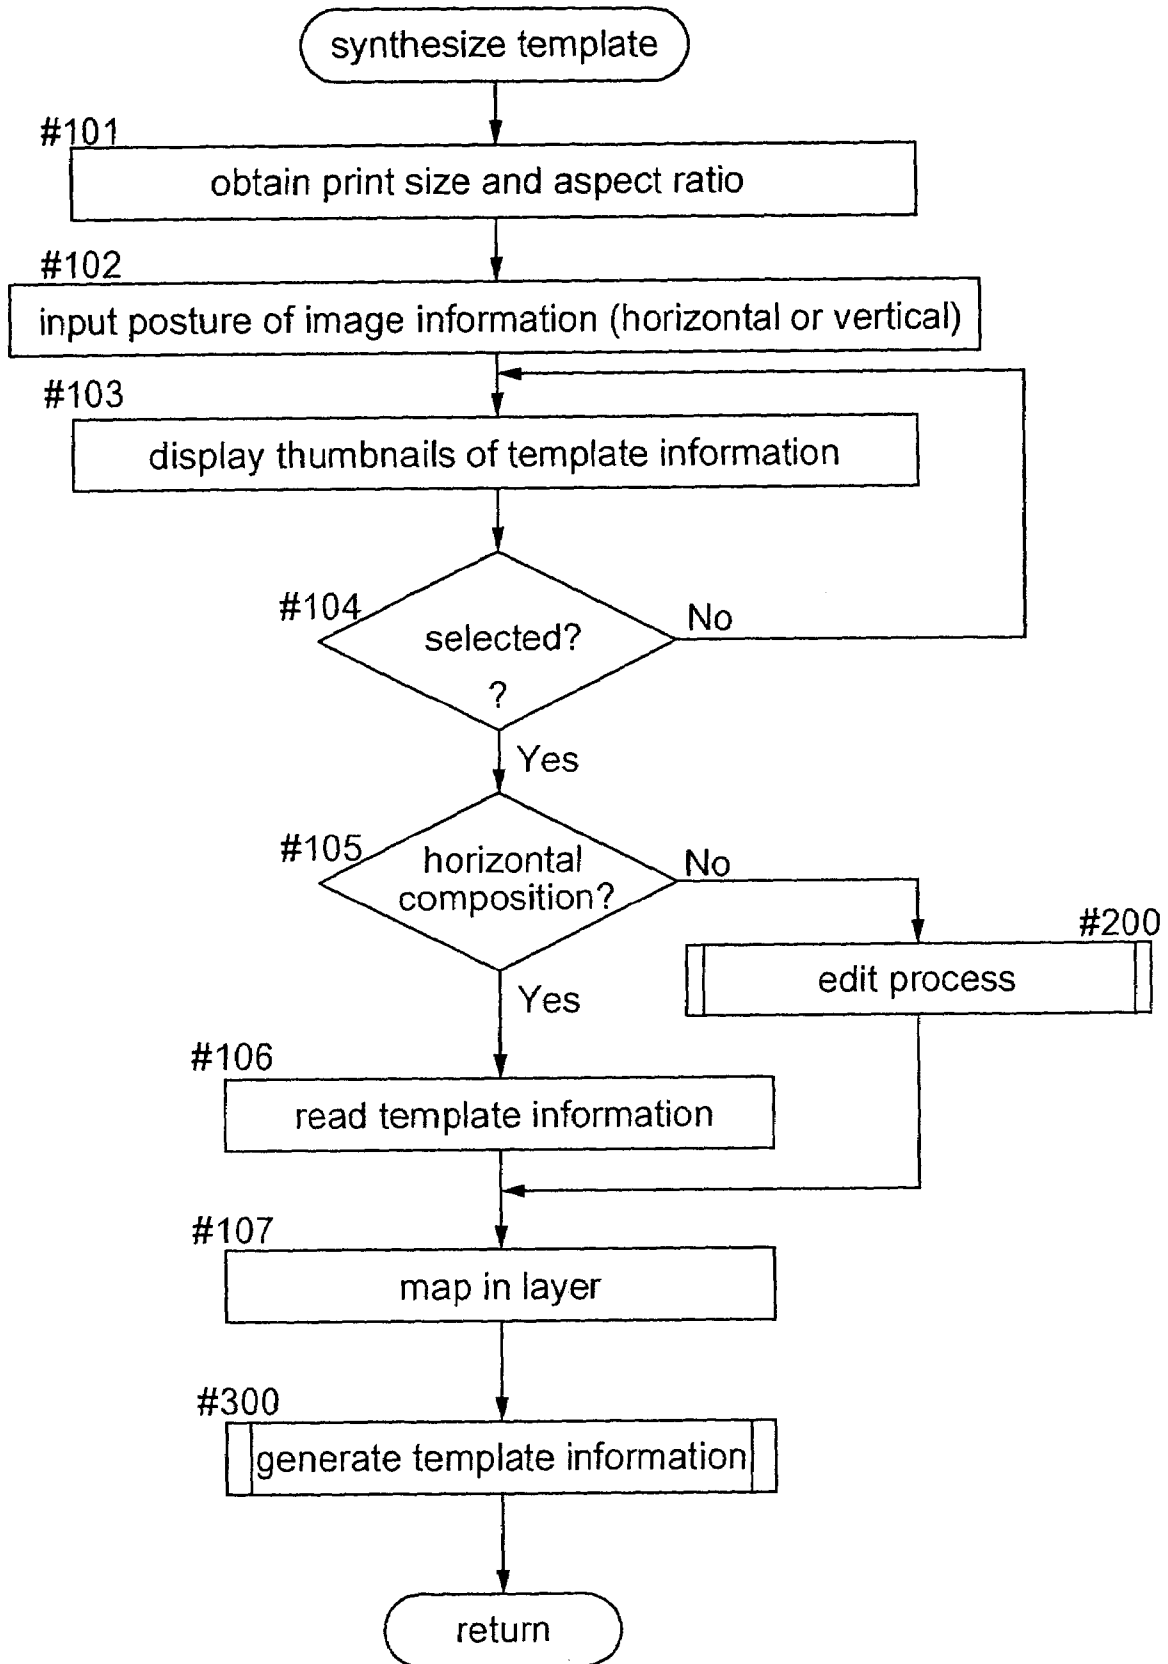 synthesize template
#101
obtain print size and aspect ratio
#102
input posture of image information (horizontal or vertical)
#103
display thumbnails of template information
#104
selected?
?
No
Yes
#105
horizontal
composition?
No
#200
edit process
Yes
#106
read template information
#107
map in layer
#300
generate template information
return